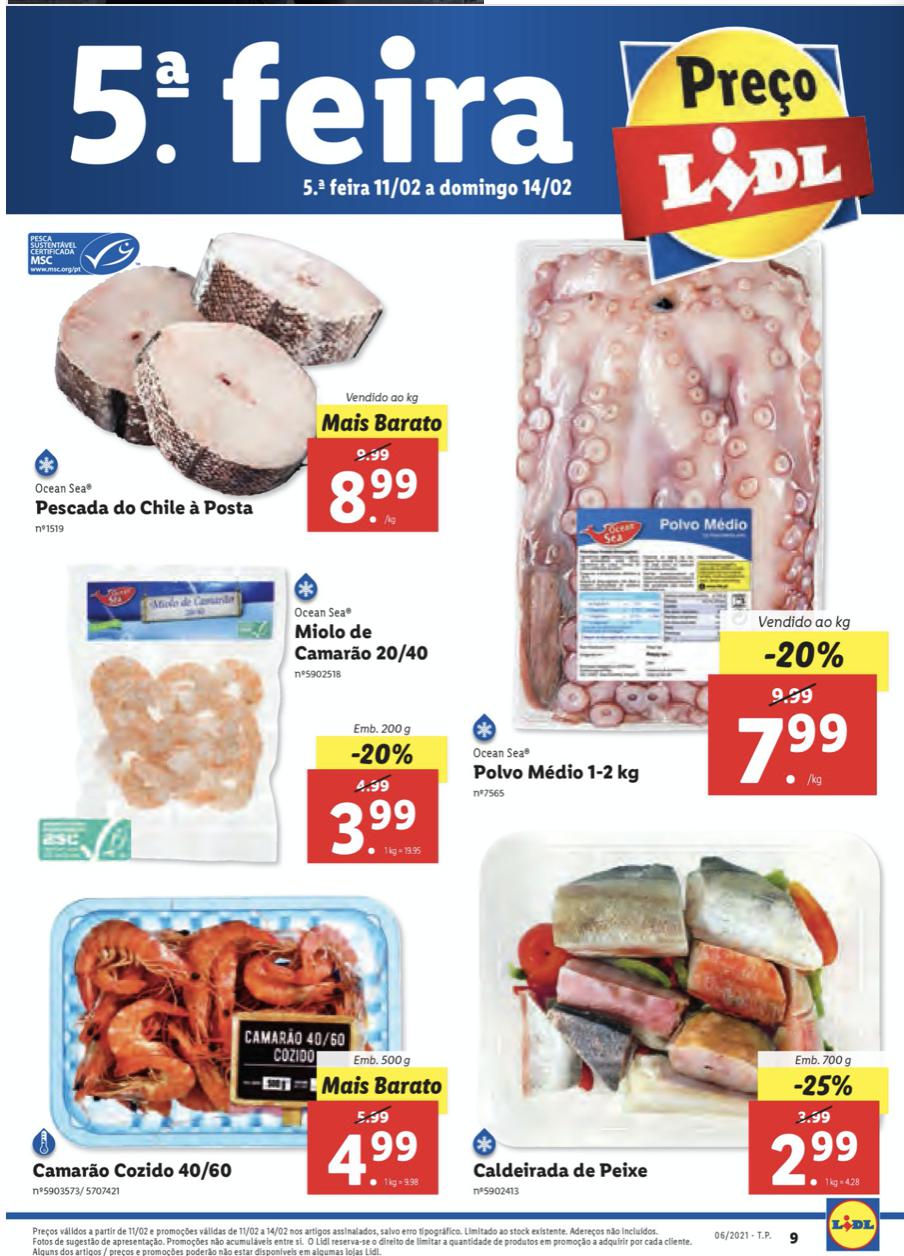 5.ª feira
5.ª feira 11/02 a domingo 14/02
Preço
LIDL
PESCA
SUSTENTÁVEL
CERTIFICADA
MSC
www.msc.org/pt
Vendido ao kg
Mais Barato
9.99
8.99
/kg
Ocean Sea®
Pescada do Chile à Posta
nº1519
Ocean Sea
Polvo Médio
Vendido ao kg
-20%
9.99
7.99
/kg
Ocean Sea®
Polvo Médio 1-2 kg
nº7565
Ocean Sea
Miolo de Camarão
20/40
asc
Ocean Sea®
Miolo de
Camarão 20/40
nº5902518
Emb. 200 g
-20%
4.99
3.99
1 kg = 19.95
CAMARÃO 40/60
COZIDO
500 g
Emb. 500 g
Mais Barato
5.99
4.99
1 kg = 9.98
Camarão Cozido 40/60
nº5903573/ 5707421
Emb. 700 g
-25%
3.99
2.99
1 kg = 4.28
Caldeirada de Peixe
nº5902413
Preços válidos a partir de 11/02 e promoções válidas de 11/02 a 14/02 nos artigos assinalados, salvo erro tipográfico. Limitado ao stock existente. Adereços não incluídos.
Fotos de sugestão de apresentação. Promoções não acumuláveis entre si. O Lidl reserva-se o direito de limitar a quantidade de produtos em promoção a adquirir por cada cliente.
Alguns dos artigos / preços e promoções poderão não estar disponíveis em algumas lojas Lidl.
06/2021 - T.P.
9
LIDL